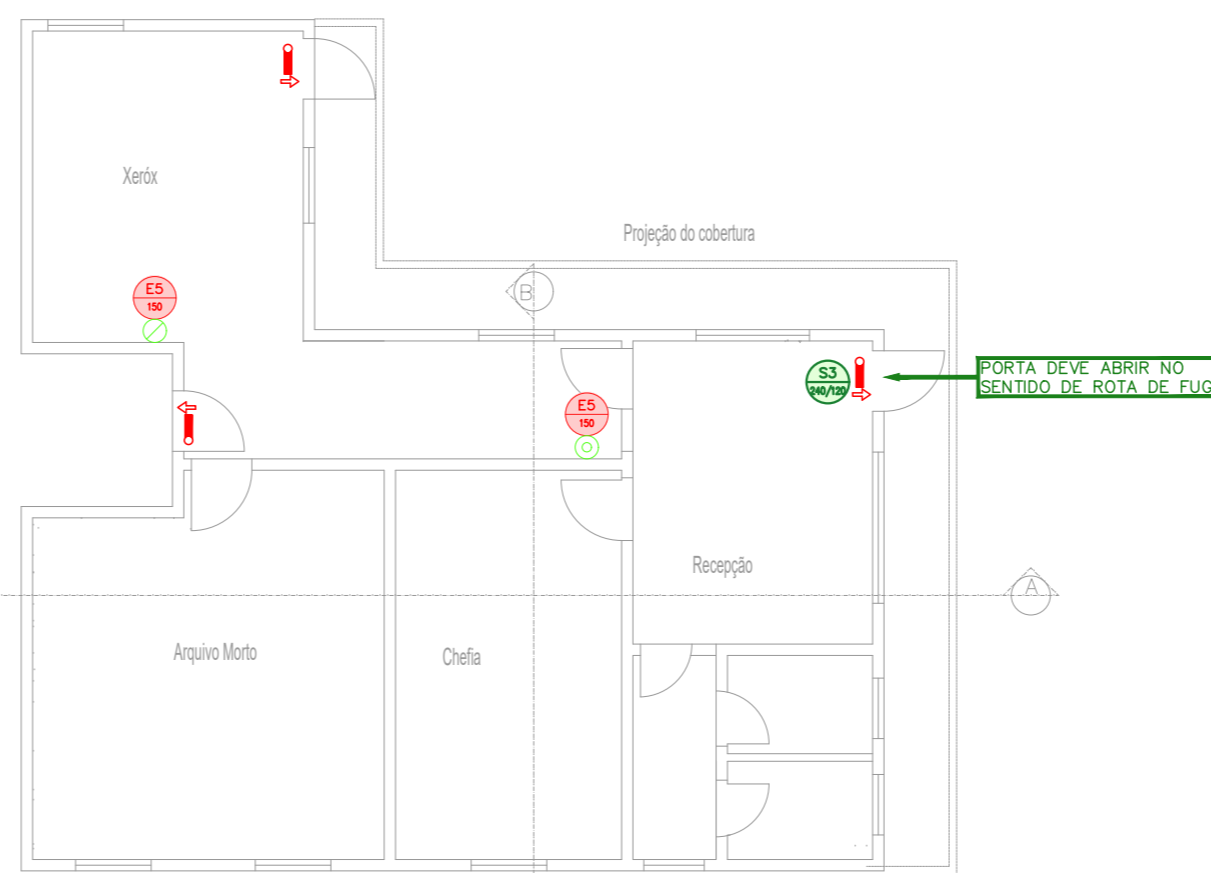 Xeróx
Projeção do cobertura
E5
150
B
S3
240/120
PORTA DEVE ABRIR NO
SENTIDO DE ROTA DE FUG
E5
150
Recepção
A
Arquivo Morto
Chefia